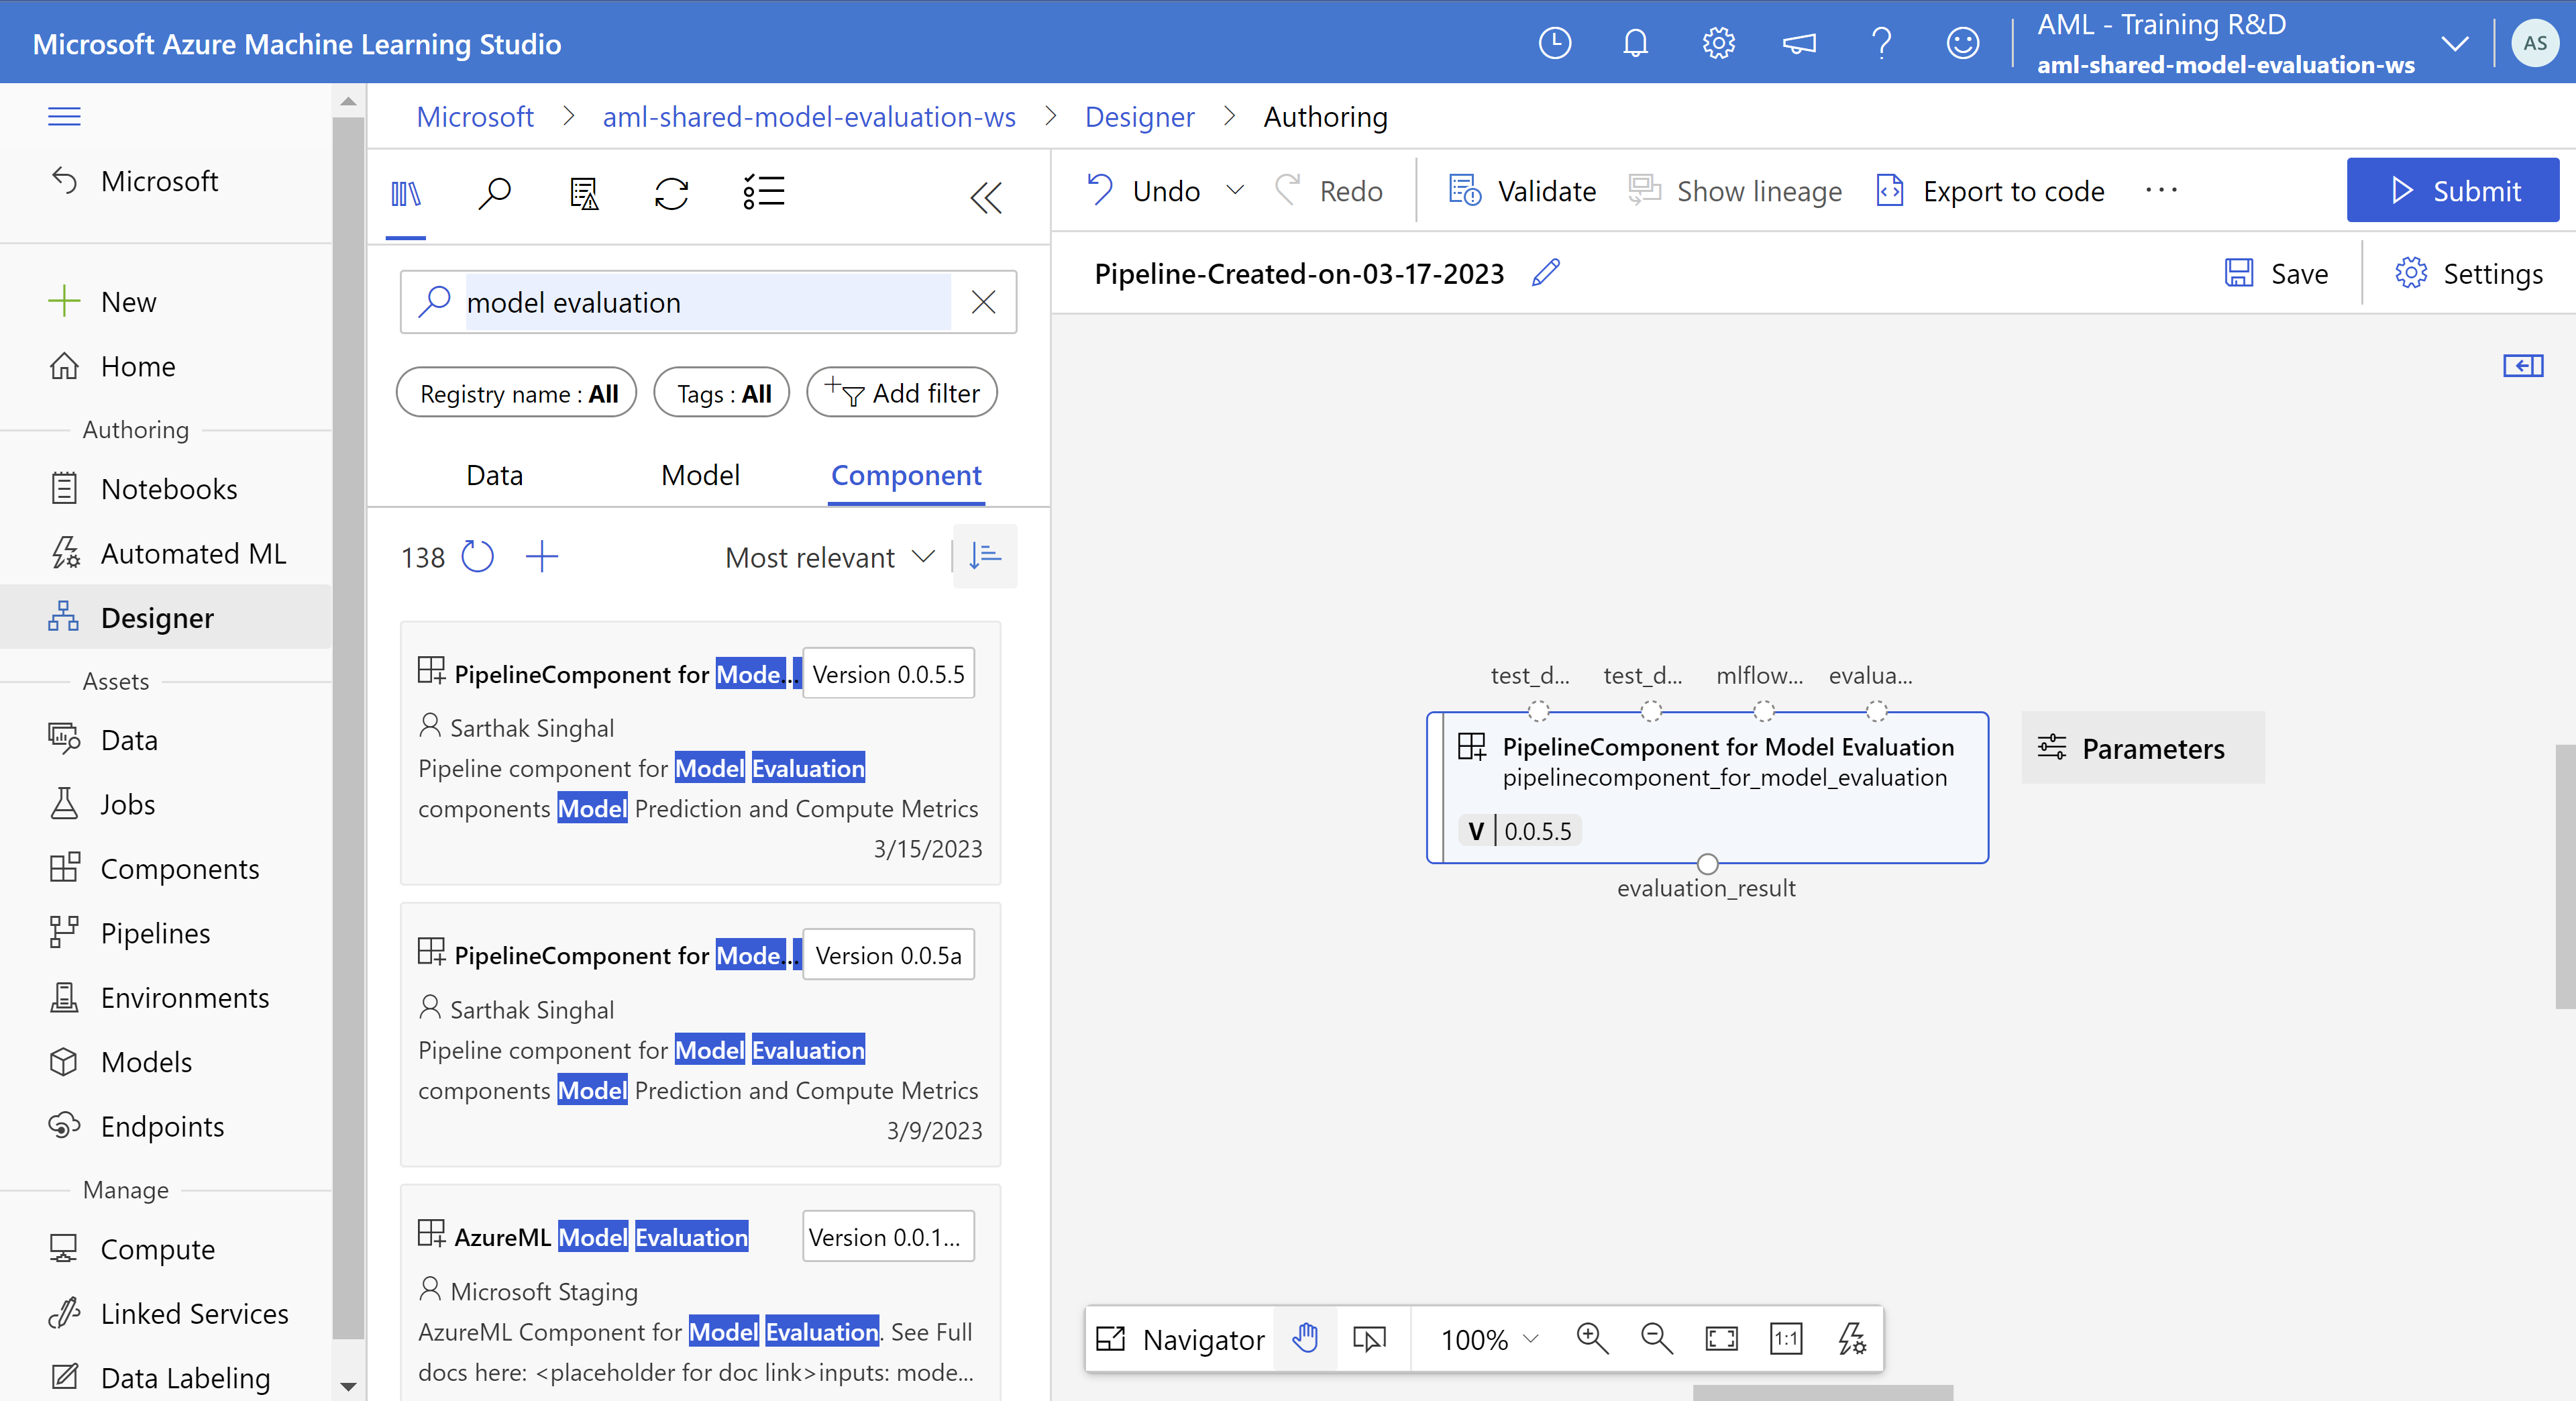 Microsoft Azure Machine Learning Studio
AML - Training R&D
aml-shared-model-evaluation-ws
AS
Microsoft
New
Home
Authoring
Notebooks
Automated ML
Designer
Assets
Data
Jobs
Components
Pipelines
Environments
Models
Endpoints
Manage
Compute
Linked Services
Data Labeling
Microsoft > aml-shared-model-evaluation-ws > Designer > Authoring
model evaluation
Registry name : All
Tags : All
Add filter
Data
Model
Component
138
Most relevant
PipelineComponent for Mode...
Version 0.0.5.5
Sarthak Singhal
Pipeline component for Model Evaluation
components Model Prediction and Compute Metrics
3/15/2023
PipelineComponent for Mode...
Version 0.0.5a
Sarthak Singhal
Pipeline component for Model Evaluation
components Model Prediction and Compute Metrics
3/9/2023
AzureML Model Evaluation
Version 0.0.1...
Microsoft Staging
AzureML Component for Model Evaluation. See Full
docs here: <placeholder for doc link>inputs: mode...
Undo
Redo
Validate
Show lineage
Export to code
...
Submit
Pipeline-Created-on-03-17-2023
Save
Settings
test_d...
test_d...
mlflow...
evalua...
PipelineComponent for Model Evaluation
pipelinecomponent_for_model_evaluation
V 0.0.5.5
evaluation_result
Parameters
Navigator
100%
1:1